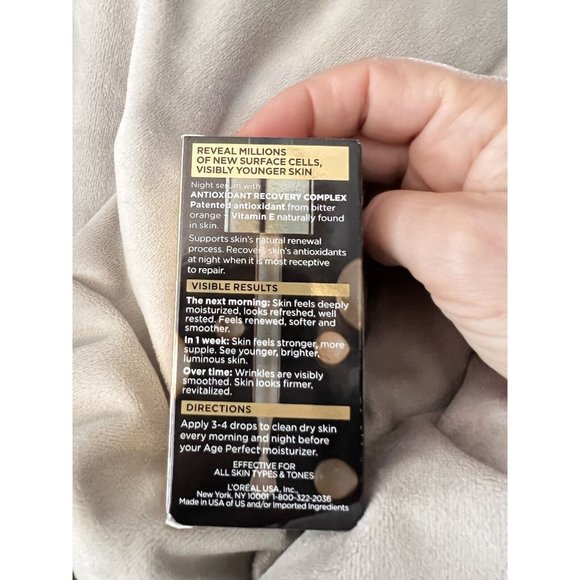 REVEAL MILLIONS
OF NEW SURFACE CELLS,
VISIBLY YOUNGER SKIN
Night serum with
ANTIOXIDANT RECOVERY COMPLEX
Patented antioxidant from bitter
orange + Vitamin E naturally found
in skin.
Supports skin's natural renewal
process. Recovers skin's antioxidants
at night when it is most receptive
to repair.
VISIBLE RESULTS
The next morning: Skin feels deeply
moisturized, looks refreshed, well
rested. Feels renewed, softer and
smoother.
In 1 week: Skin feels stronger, more
supple. See younger, brighter,
luminous skin.
Over time: Wrinkles are visibly
smoothed. Skin looks firmer,
revitalized.
DIRECTIONS
Apply 3-4 drops to clean dry skin
every morning and night before
your Age Perfect moisturizer.
EFFECTIVE FOR
ALL SKIN TYPES & TONES
L'ORÉAL USA, Inc.,
New York, NY 10001 1-800-322-2036
Made in USA of US and/or Imported Ingredients